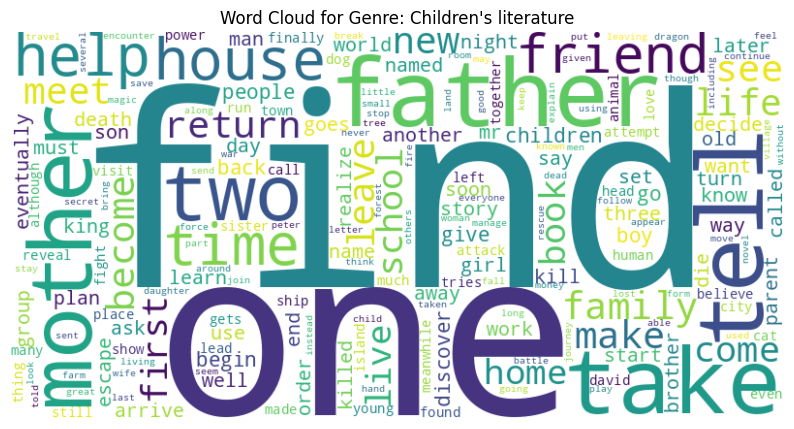 Word Cloud for Genre: Children's literature
travel encounter several power man finally world new night dog break put leaving dragon feel
help house friend later see life continue
meet save magic people named father may room given though
death son along run town return goes another mr children together animal love little small stop tree land good keep explain using including decide
eventually although must mother day back call want old village without
find two tell
visit king secret bring reveal fight stay become learn send war sister force peter name part time
never left realize school leave soon say story give girl fire dead everyone woman manage book set head follow go three boy turn know way called
letter think forest others attack tries rescue appear human kill die move novel
around join daughter much fall money believe parent
group plan place ask gets ship away family lost form city cat
many sent show escape first use lead begin well end one work long make able start used come
thing told look living farm wife seem great last still arrive
instead child island order made hand young live killed meanwhile found discover going battle home journey take david play brother even